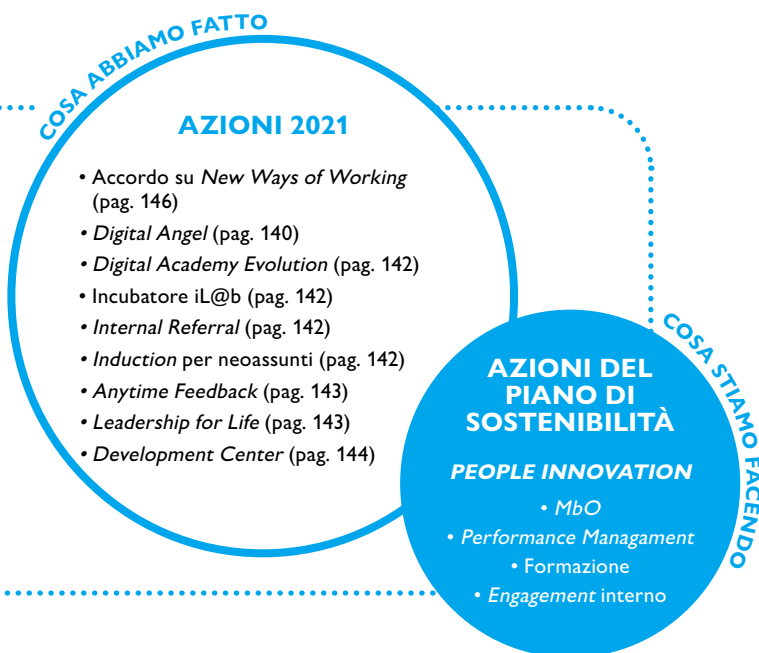 COSA ABBIAMO FATTO
AZIONI 2021
• Accordo su New Ways of Working
(pag. 146)
• Digital Angel (pag. 140)
• Digital Academy Evolution (pag. 142)
• Incubatore iL@b (pag. 142)
• Internal Referral (pag. 142)
• Induction per neoassunti (pag. 142)
• Anytime Feedback (pag. 143)
• Leadership for Life (pag. 143)
• Development Center (pag. 144)
COSA STIAMO FACENDO
AZIONI DEL
PIANO DI
SOSTENIBILITÀ
PEOPLE INNOVATION
• MbO
• Performance Managament
• Formazione
• Engagement interno